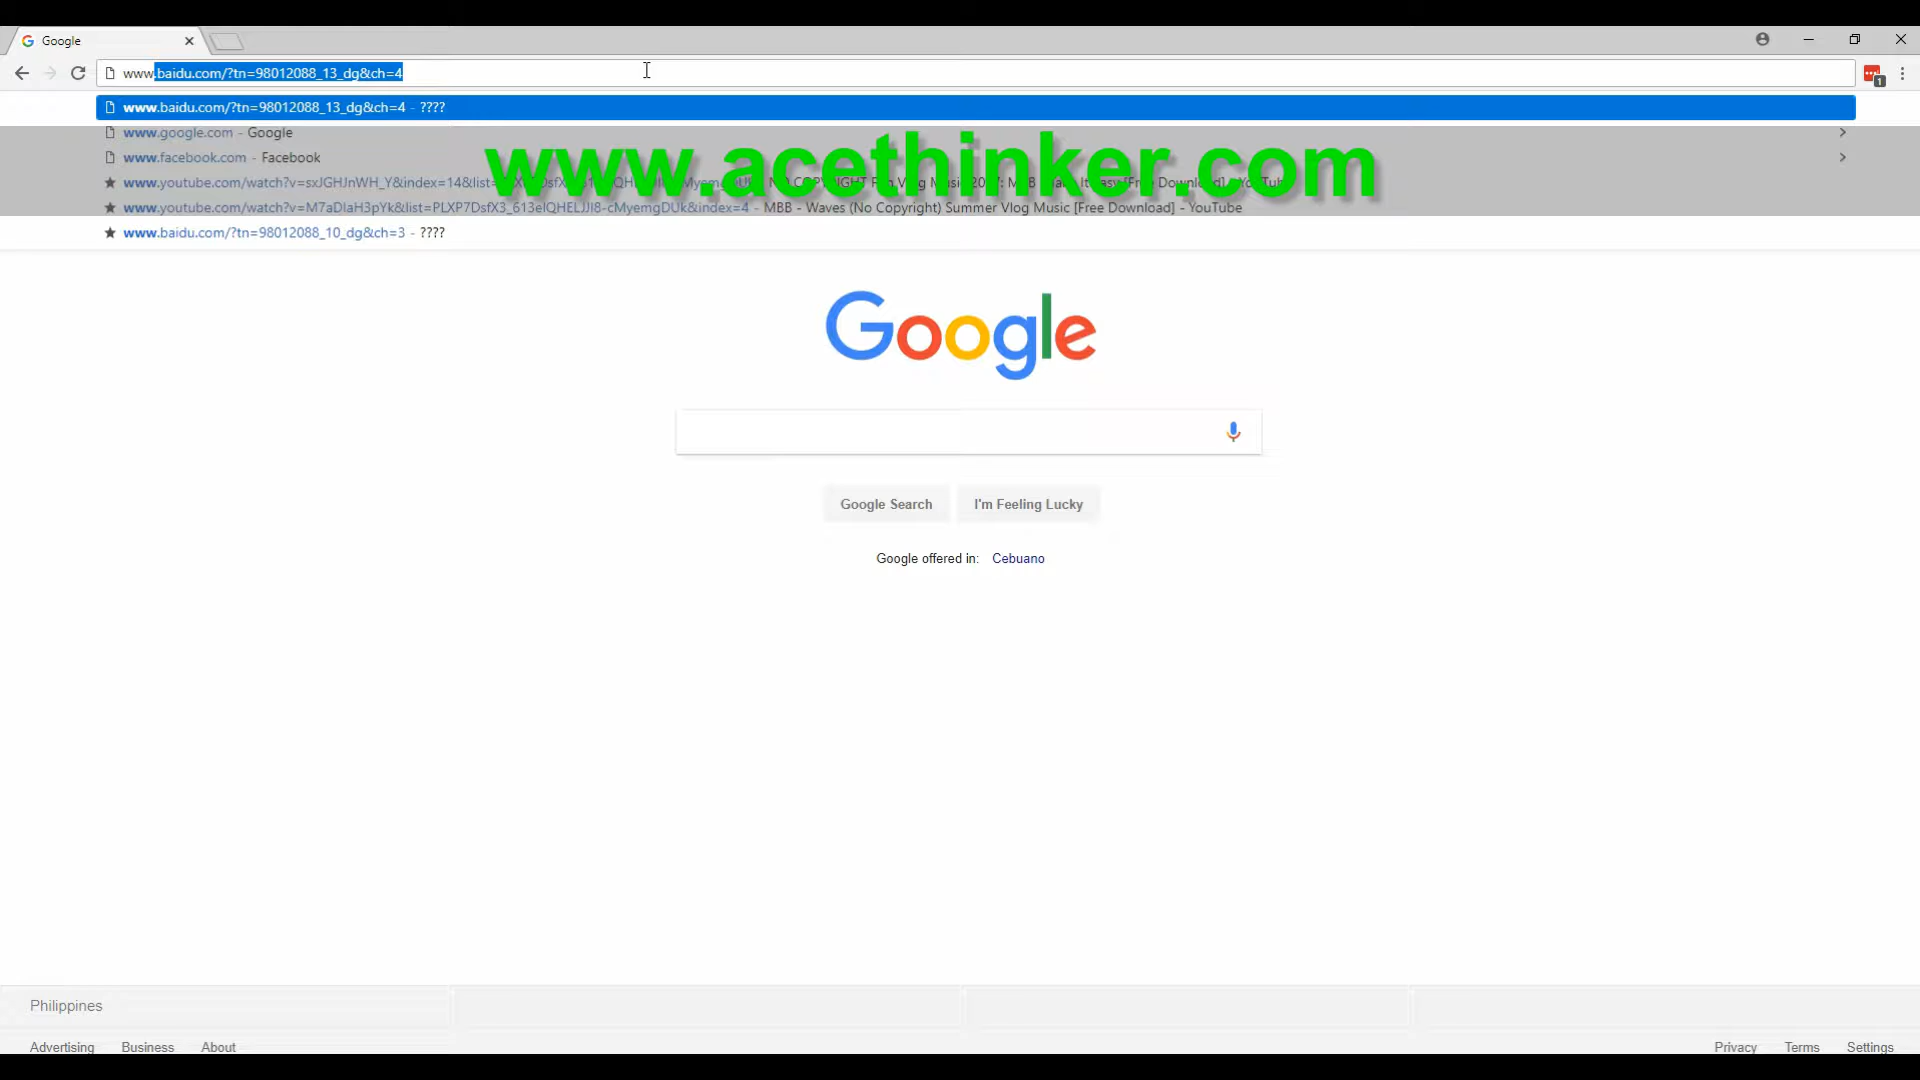 Google
www.baidu.com/?tn=98012088_13_dg&ch=4
1
www.baidu.com/?tn=98012088_13_dg&ch=4 - ????
www.google.com - Google
www.facebook.com - Facebook
www.acethinker.com
www.youtube.com/watch?v=sxJGHJnWH_Y&index=14&list=
www.youtube.com/watch?v=M7aDlaH3pYk&list=PLXP7DsfX3_613elQHELJJI8-cMyemgDUk&index=4 - MBB - Waves (No Copyright) Summer Vlog Music [Free Download] - YouTube
www.baidu.com/?tn=98012088_10_dg&ch=3 - ????
Google
Google Search I'm Feeling Lucky
Google offered in: Cebuano
Philippines
Advertising Business About Privacy Terms Settings